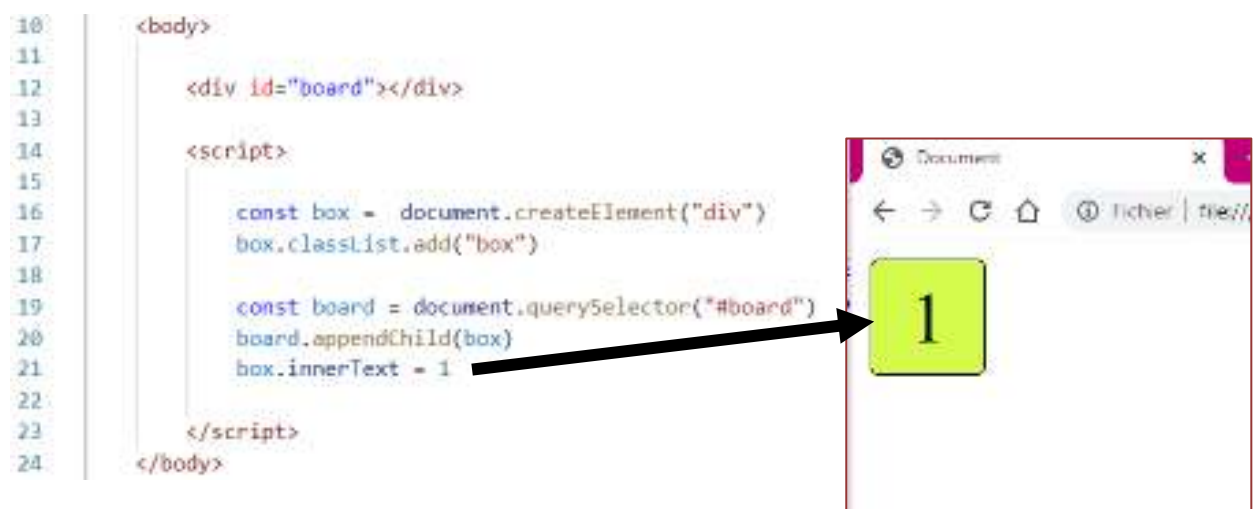 10 <body>
11
12 <div id="board"></div>
13
14 <script>
15
16 const box = document.createElement("div")
17 box.classList.add("box")
18
19 const board = document.querySelector("#board")
20 board.appendChild(box)
21 box.innerText = 1
22
23 </script>
24 </body>
Document
Fichier | file://
1